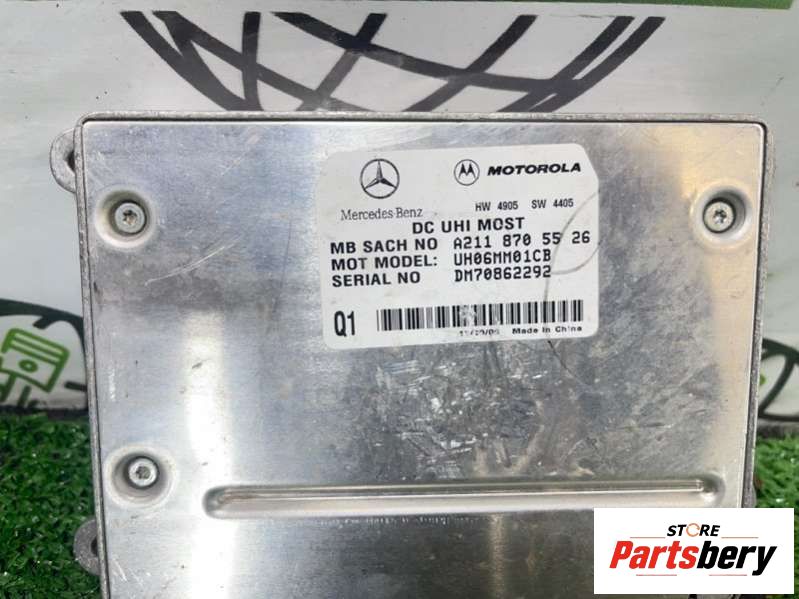 Mercedes-Benz
MOTOROLA
HW 4905 SW 4405
DC UHI MOST
MB SACH NO A211 870 55 26
MOT MODEL: UH06MM01CB
SERIAL NO DM70862292
Q1
Made in China
STORE
Partsbery